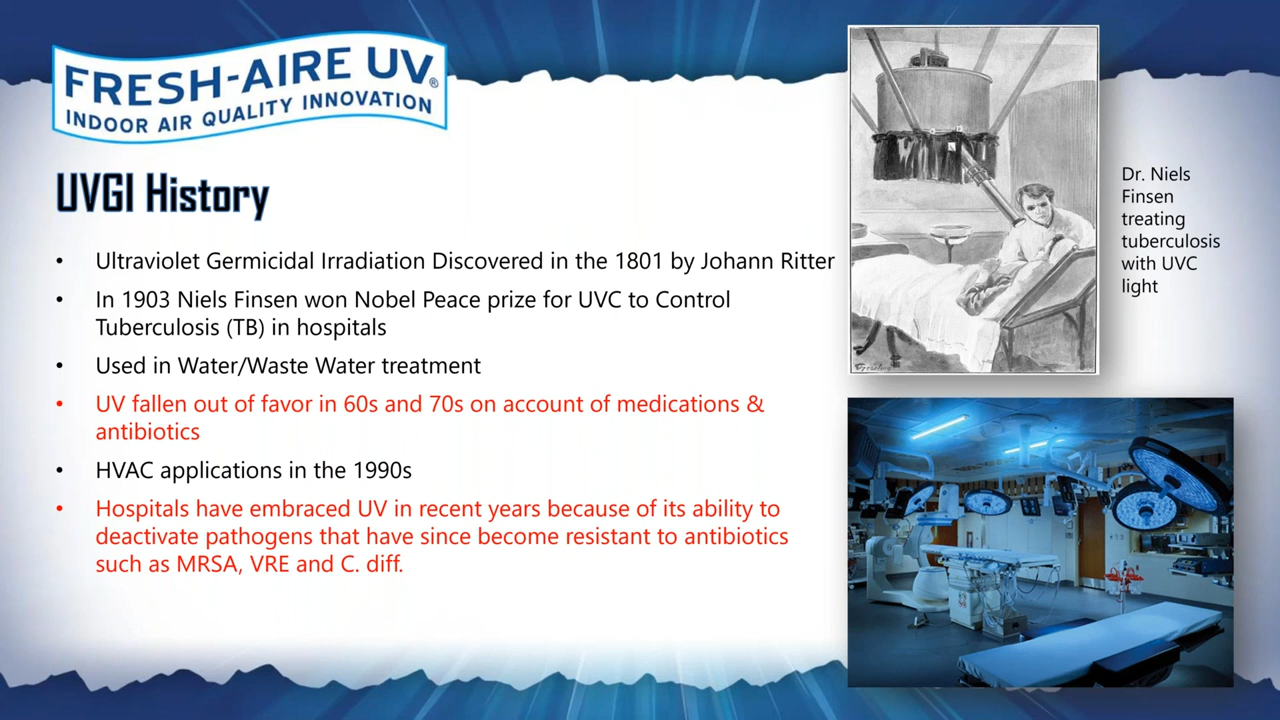 FRESH-AIRE UV®
INDOOR AIR QUALITY INNOVATION
UVGI History
• Ultraviolet Germicidal Irradiation Discovered in the 1801 by Johann Ritter
• In 1903 Niels Finsen won Nobel Peace prize for UVC to Control
Tuberculosis (TB) in hospitals
• Used in Water/Waste Water treatment
• UV fallen out of favor in 60s and 70s on account of medications &
antibiotics
• HVAC applications in the 1990s
• Hospitals have embraced UV in recent years because of its ability to
deactivate pathogens that have since become resistant to antibiotics
such as MRSA, VRE and C. diff.
Dr. Niels
Finsen
treating
tuberculosis
with UVC
light